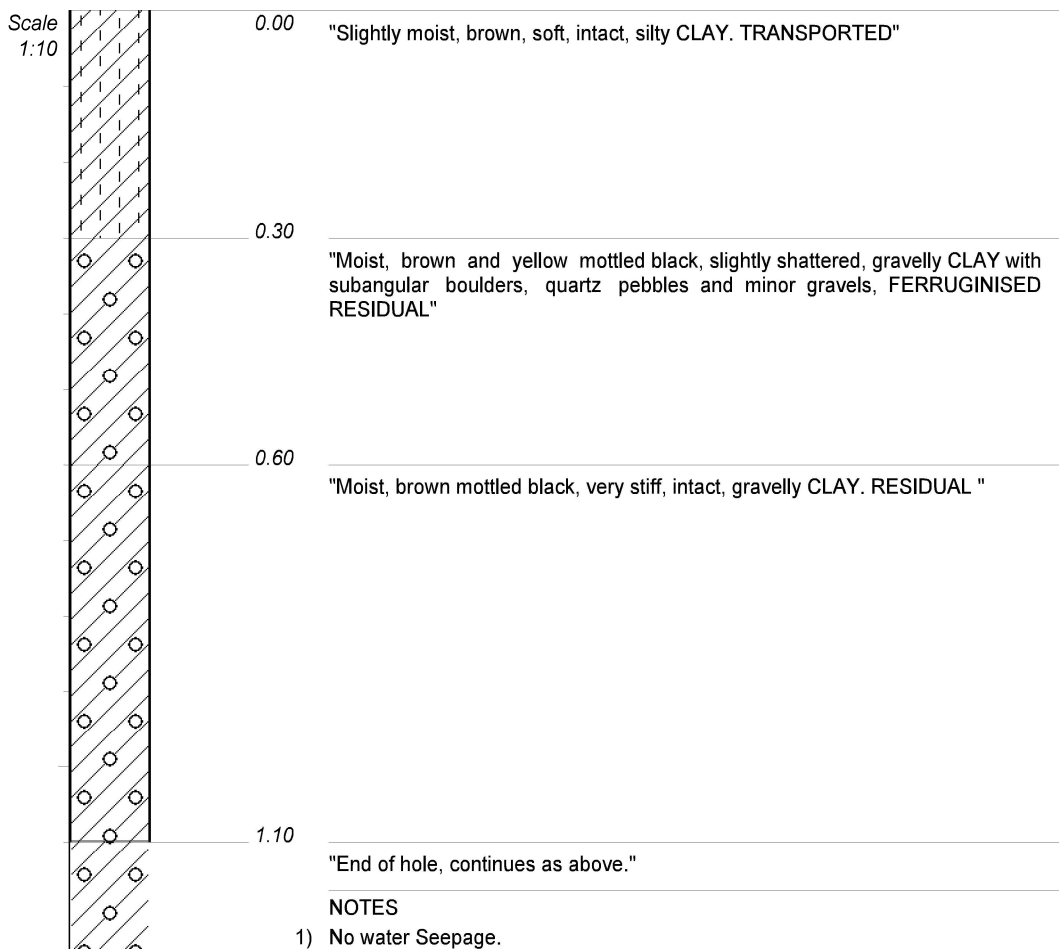 Scale
1:10
0.00
"Slightly moist, brown, soft, intact, silty CLAY. TRANSPORTED"
0.30
"Moist, brown and yellow mottled black, slightly shattered, gravelly CLAY with
subangular boulders, quartz pebbles and minor gravels, FERRUGINISED
RESIDUAL"
0.60
"Moist, brown mottled black, very stiff, intact, gravelly CLAY. RESIDUAL "
1.10
"End of hole, continues as above."
NOTES
1) No water Seepage.